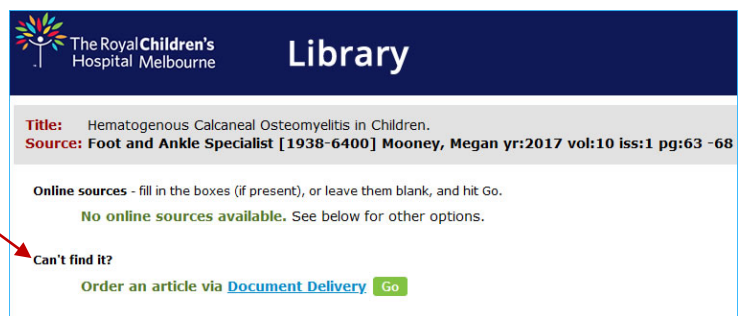 The Royal Children's
Hospital Melbourne
Library
Title: Hematogenous Calcaneal Osteomyelitis in Children.
Source: Foot and Ankle Specialist [1938-6400] Mooney, Megan yr:2017 vol:10 iss:1 pg:63 -68
Online sources - fill in the boxes (if present), or leave them blank, and hit Go.
No online sources available. See below for other options.
Can't find it?
Order an article via Document Delivery Go